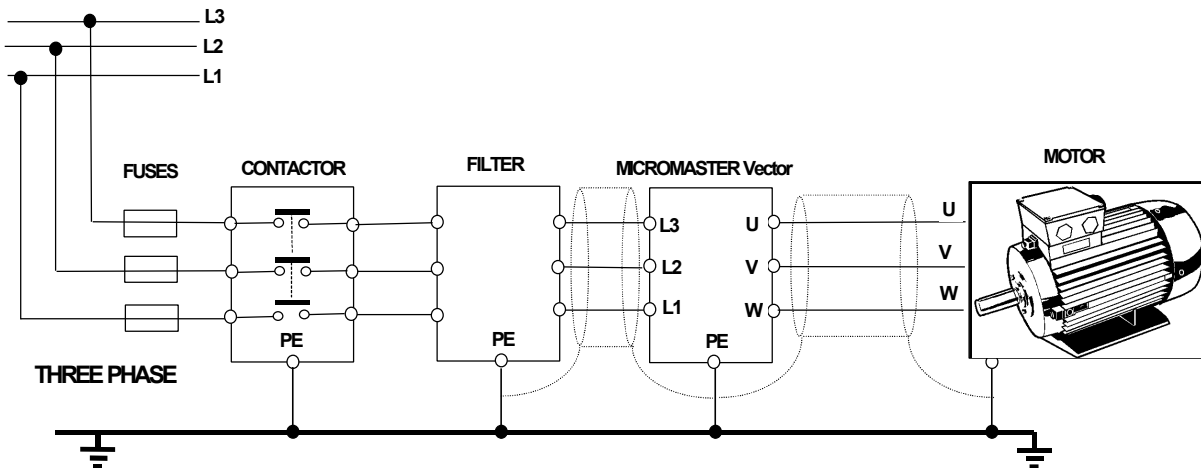 L3
L2
L1
FUSES
CONTACTOR
FILTER
MICROMASTER Vector
MOTOR
L3
U
U
L2
V
V
L1
W
W
PE
PE
PE
THREE PHASE